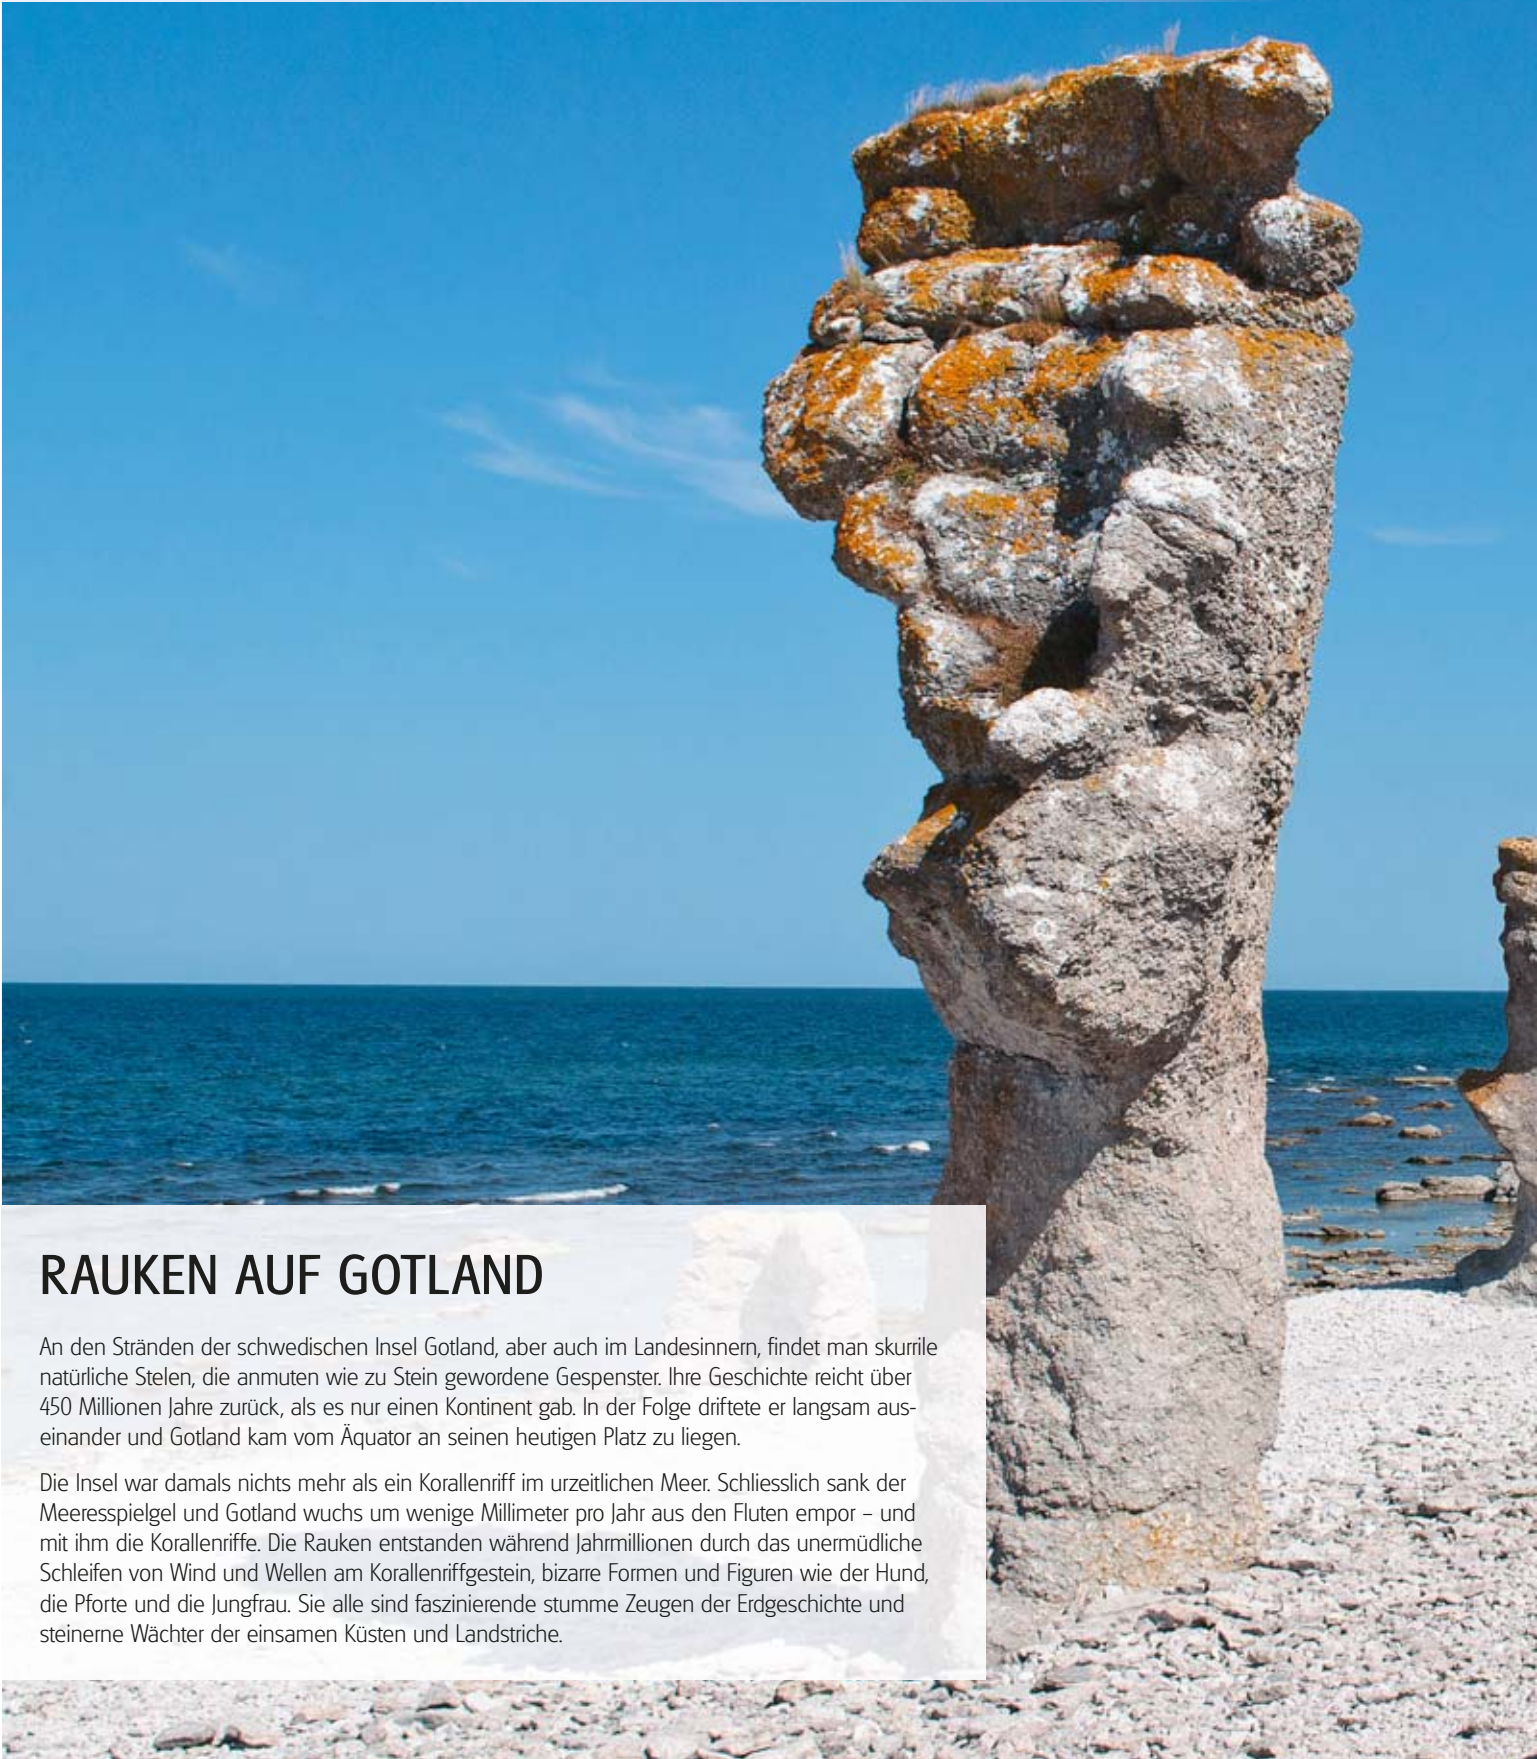 RAUKEN AUF GOTLAND
An den Stränden der schwedischen Insel Gotland, aber auch im Landesinnern, findet man skurrile
natürliche Stelen, die anmuten wie zu Stein gewordene Gespenster. Ihre Geschichte reicht über
450 Millionen Jahre zurück, als es nur einen Kontinent gab. In der Folge driftete er langsam aus-
einander und Gotland kam vom Äquator an seinen heutigen Platz zu liegen.
Die Insel war damals nichts mehr als ein Korallenriff im urzeitlichen Meer. Schliesslich sank der
Meeresspielgel und Gotland wuchs um wenige Millimeter pro Jahr aus den Fluten empor – und
mit ihm die Korallenriffe. Die Rauken entstanden während Jahrmillionen durch das unermüdliche
Schleifen von Wind und Wellen am Korallenriffgestein, bizarre Formen und Figuren wie der Hund,
die Pforte und die Jungfrau. Sie alle sind faszinierende stumme Zeugen der Erdgeschichte und
steinerne Wächter der einsamen Küsten und Landstriche.